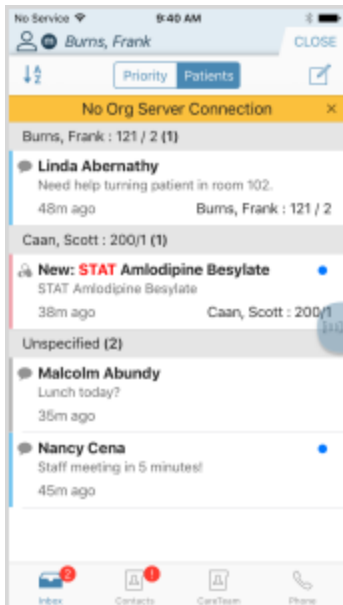 No Service 9:40 AM
Burns, Frank CLOSE
Priority Patients
No Org Server Connection ×
Burns, Frank : 121 / 2 (1)
Linda Abernathy
Need help turning patient in room 102.
48m ago Burns, Frank : 121 / 2
Caan, Scott : 200/1 (1)
New: STAT Amlodipine Besylate
STAT Amlodipine Besylate
38m ago Caan, Scott : 200/1
Unspecified (2)
Malcolm Abundy
Lunch today?
35m ago
Nancy Cena
Staff meeting in 5 minutes!
45m ago
2 !
Inbox Contacts CareTeam Phone